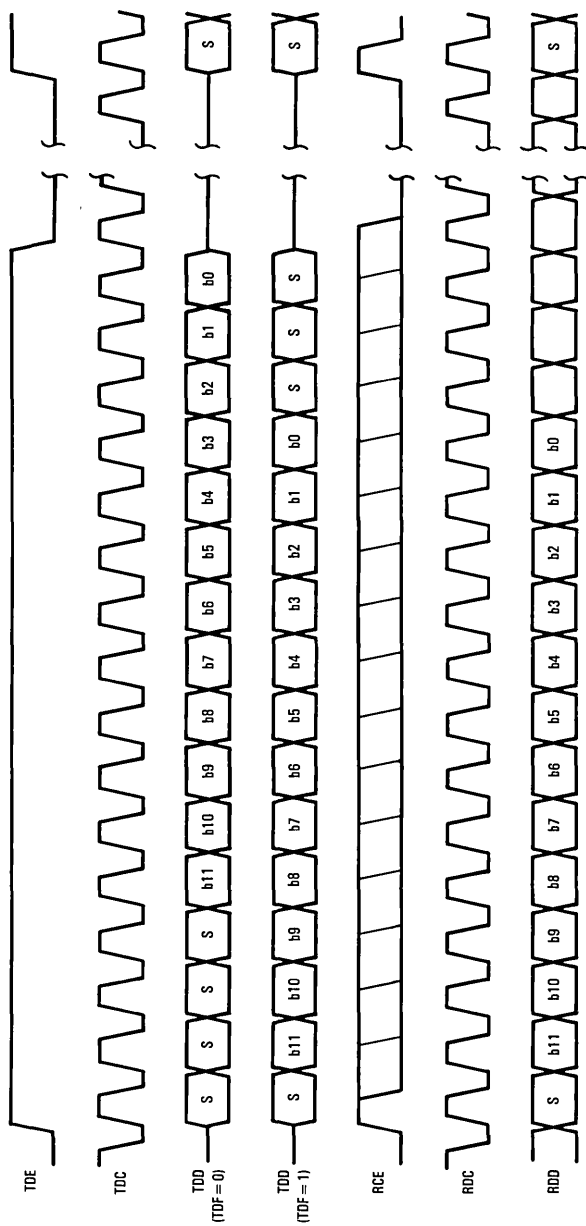 TDE
TDC
TDD
(TDF = 0)
S S S S b11 b10 b9 b8 b7 b6 b5 b4 b3 b2 b1 b0 S
TDD
(TDF = 1)
S b11 b10 b9 b8 b7 b6 b5 b4 b3 b2 b1 b0 S S S S
RCE
RDC
RDD
S b11 b10 b9 b8 b7 b6 b5 b4 b3 b2 b1 b0 S